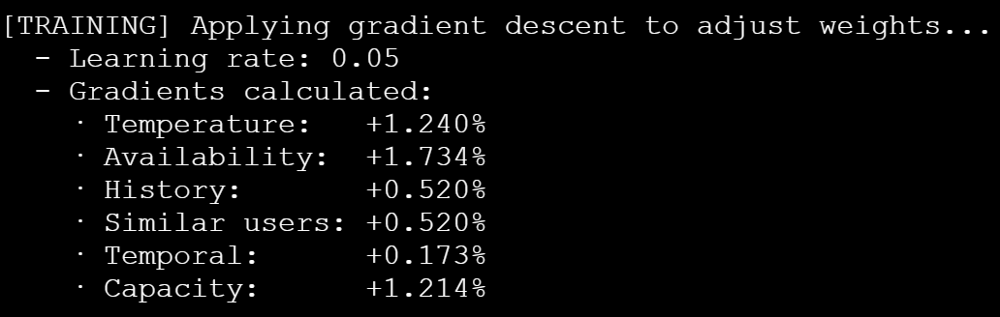 [TRAINING] Applying gradient descent to adjust weights...
- Learning rate: 0.05
- Gradients calculated:
· Temperature: +1.240%
· Availability: +1.734%
· History: +0.520%
· Similar users: +0.520%
· Temporal: +0.173%
· Capacity: +1.214%